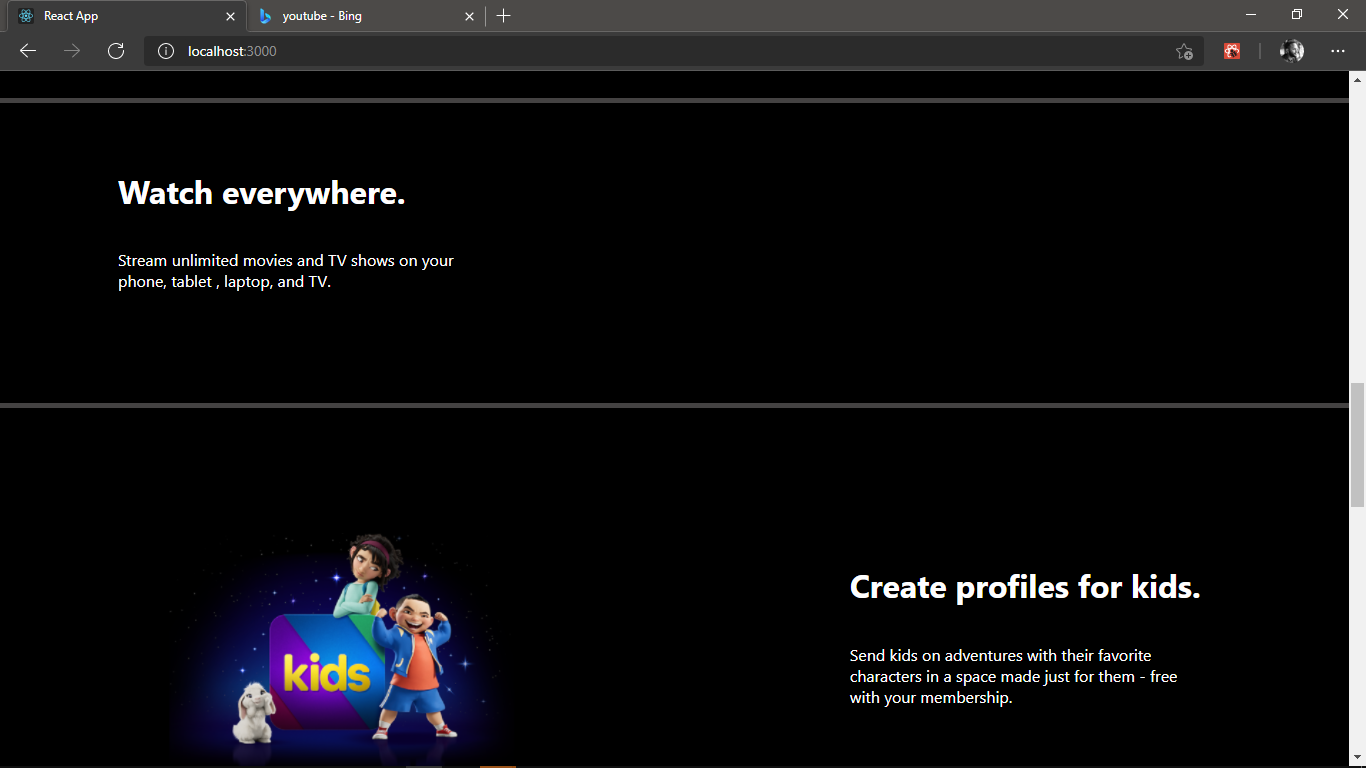 React App
youtube - Bing
localhost:3000
Watch everywhere.
Stream unlimited movies and TV shows on your
phone, tablet , laptop, and TV.
kids
Create profiles for kids.
Send kids on adventures with their favorite
characters in a space made just for them - free
with your membership.